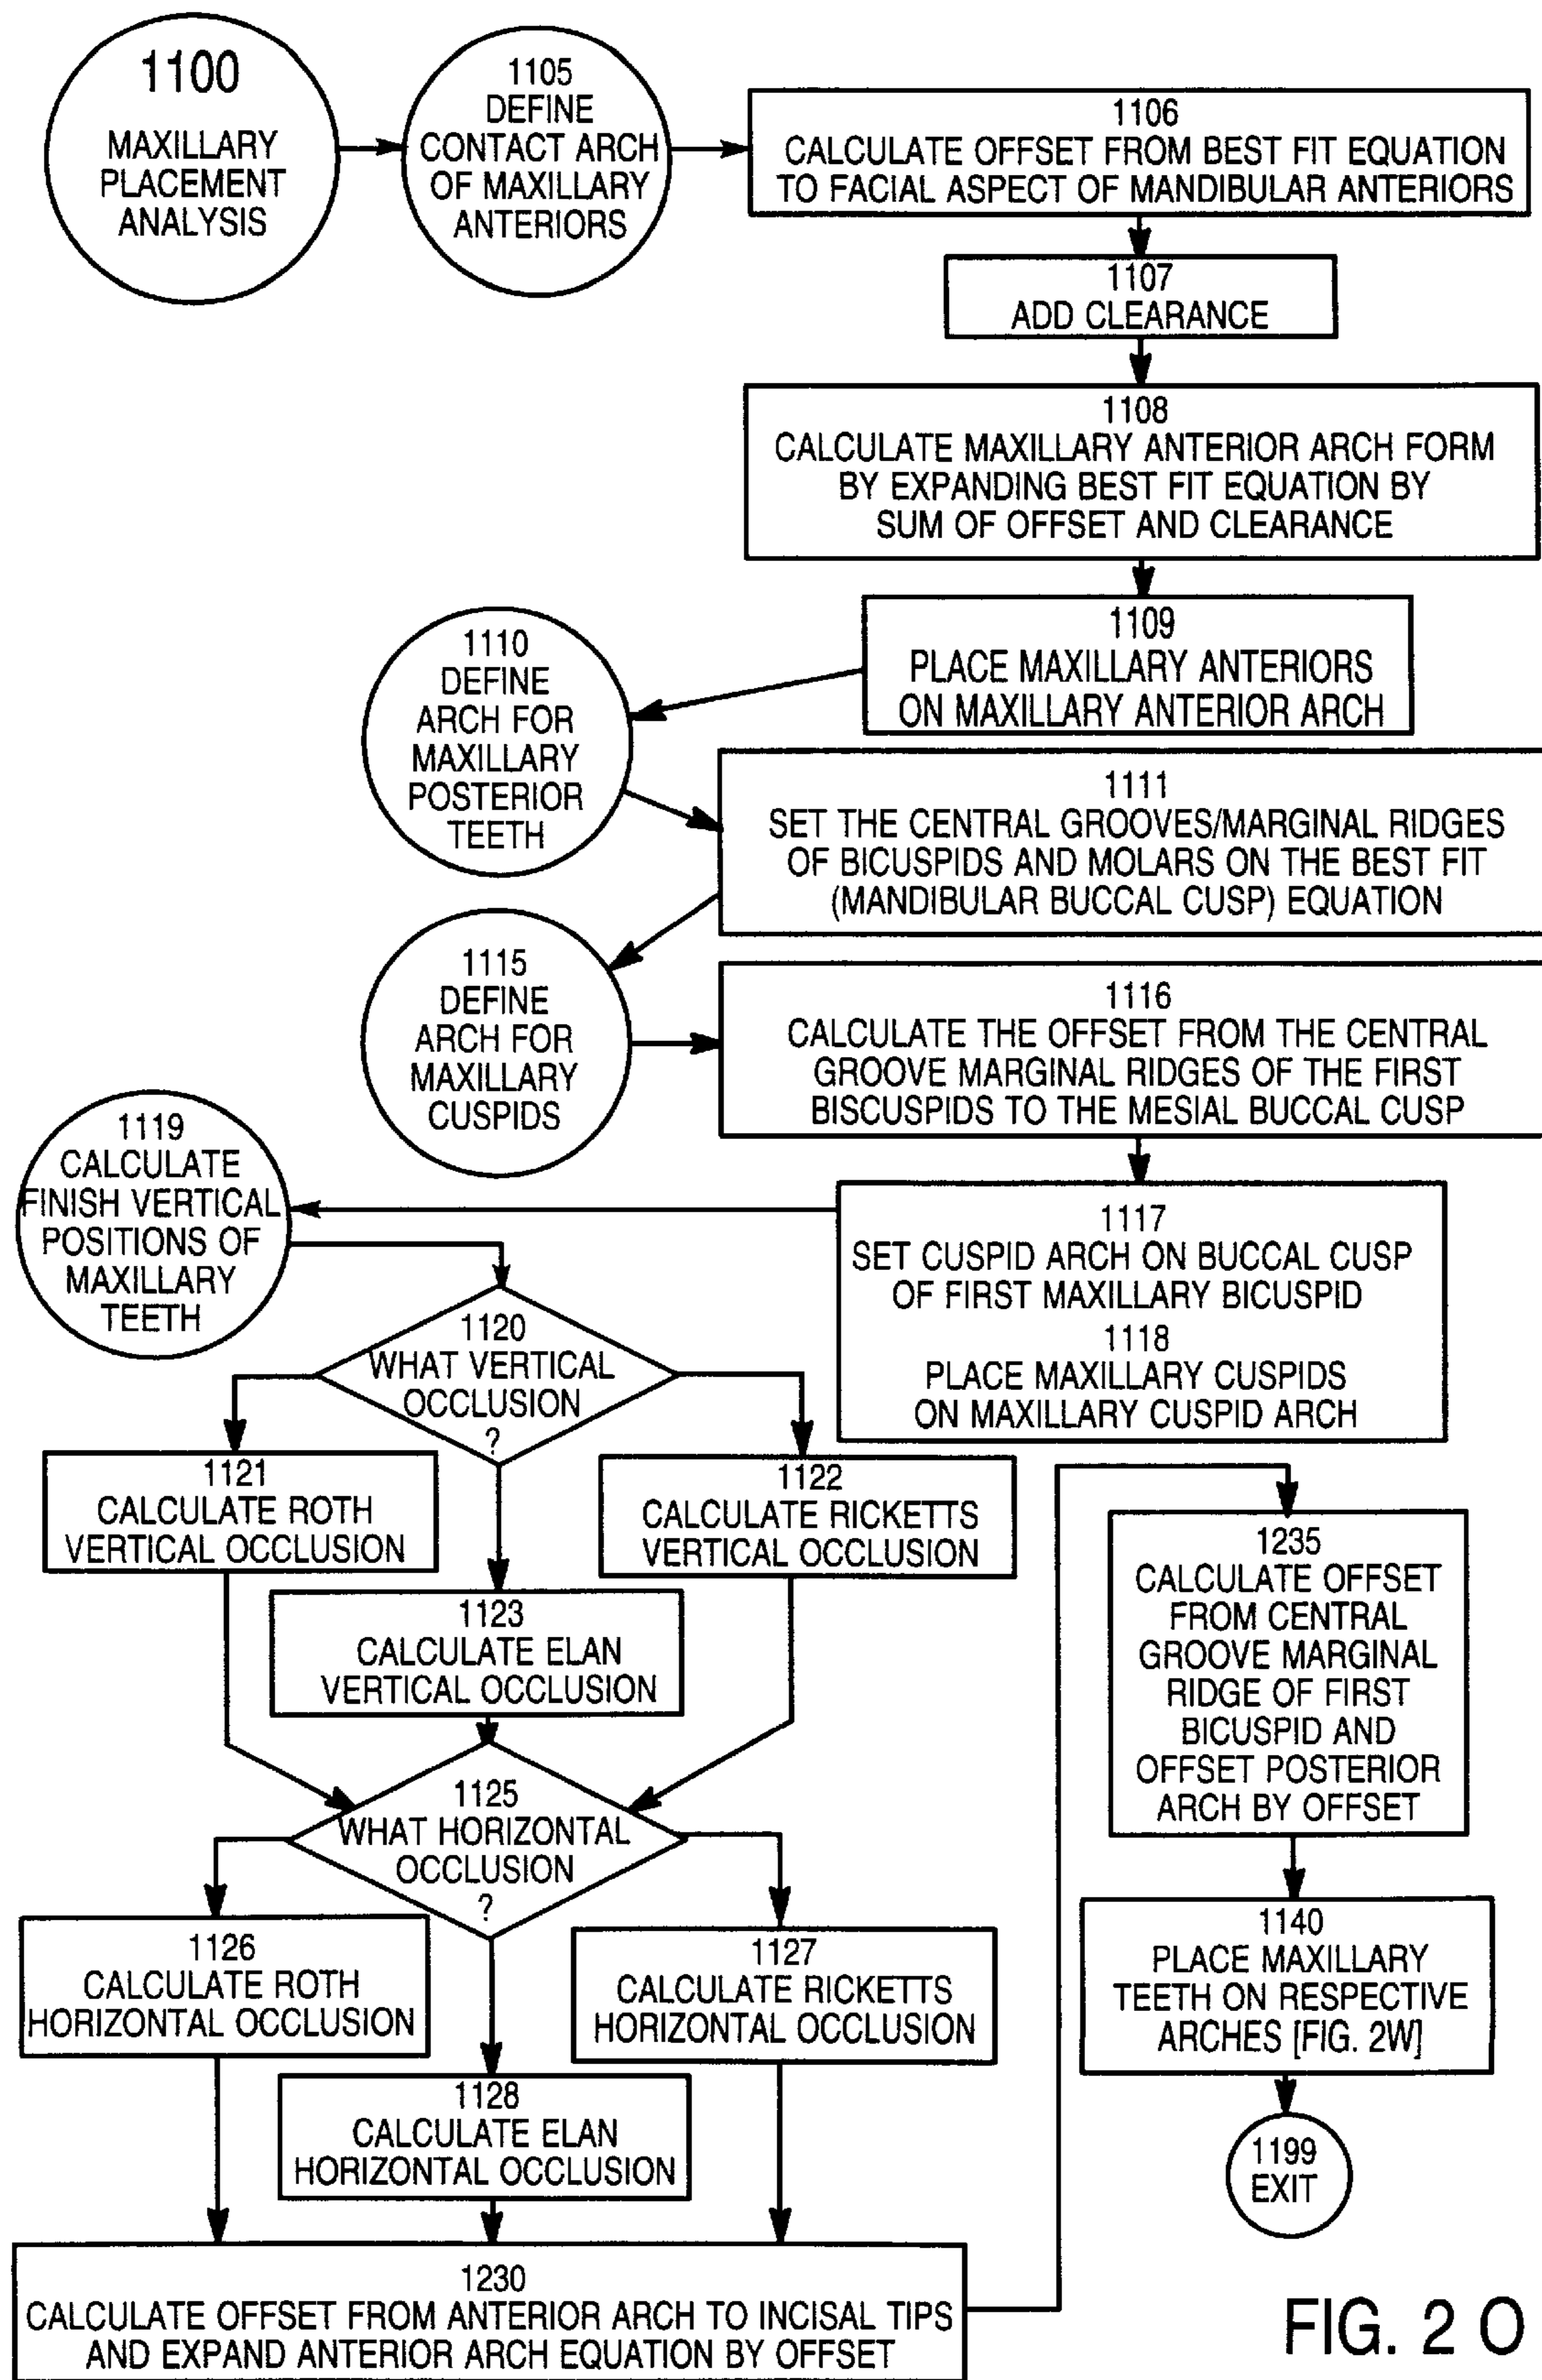 1100
MAXILLARY
PLACEMENT
ANALYSIS
1105
DEFINE
CONTACT ARCH
OF MAXILLARY
ANTERIORS
1106
CALCULATE OFFSET FROM BEST FIT EQUATION
TO FACIAL ASPECT OF MANDIBULAR ANTERIORS
1107
ADD CLEARANCE
1108
CALCULATE MAXILLARY ANTERIOR ARCH FORM
BY EXPANDING BEST FIT EQUATION BY
SUM OF OFFSET AND CLEARANCE
1109
PLACE MAXILLARY ANTERIORS
ON MAXILLARY ANTERIOR ARCH
1110
DEFINE
ARCH FOR
MAXILLARY
POSTERIOR
TEETH
1111
SET THE CENTRAL GROOVES/MARGINAL RIDGES
OF BICUSPIDS AND MOLARS ON THE BEST FIT
(MANDIBULAR BUCCAL CUSP) EQUATION
1115
DEFINE
ARCH FOR
MAXILLARY
CUSPIDS
1116
CALCULATE THE OFFSET FROM THE CENTRAL
GROOVE MARGINAL RIDGES OF THE FIRST
BISCUSPIDS TO THE MESIAL BUCCAL CUSP
1117
SET CUSPID ARCH ON BUCCAL CUSP
OF FIRST MAXILLARY BICUSPID
1118
PLACE MAXILLARY CUSPIDS
ON MAXILLARY CUSPID ARCH
1119
CALCULATE
FINISH VERTICAL
POSITIONS OF
MAXILLARY
TEETH
1120
WHAT VERTICAL
OCCLUSION
?
1121
CALCULATE ROTH
VERTICAL OCCLUSION
1122
CALCULATE RICKETTS
VERTICAL OCCLUSION
1123
CALCULATE ELAN
VERTICAL OCCLUSION
1125
WHAT HORIZONTAL
OCCLUSION
?
1126
CALCULATE ROTH
HORIZONTAL OCCLUSION
1127
CALCULATE RICKETTS
HORIZONTAL OCCLUSION
1128
CALCULATE ELAN
HORIZONTAL OCCLUSION
1230
CALCULATE OFFSET FROM ANTERIOR ARCH TO INCISAL TIPS
AND EXPAND ANTERIOR ARCH EQUATION BY OFFSET
1235
CALCULATE OFFSET
FROM CENTRAL
GROOVE MARGINAL
RIDGE OF FIRST
BICUSPID AND
OFFSET POSTERIOR
ARCH BY OFFSET
1140
PLACE MAXILLARY
TEETH ON RESPECTIVE
ARCHES [FIG. 2W]
1199
EXIT
FIG. 2 O